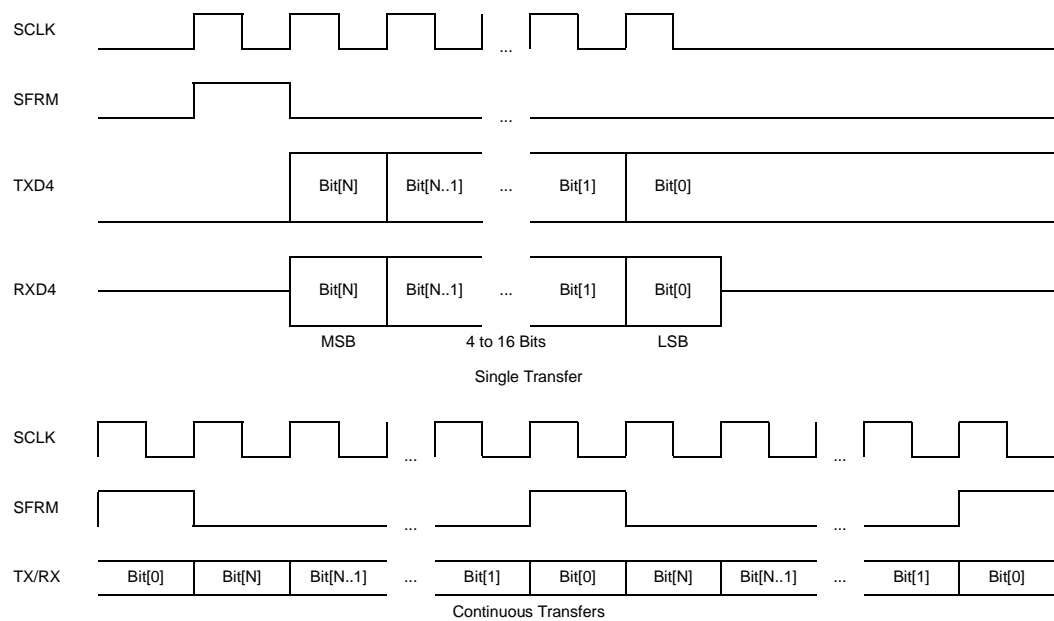 SCLK ...
SFRM ...
TXD4 Bit[N] Bit[N..1] ... Bit[1] Bit[0]
RXD4 Bit[N] Bit[N..1] ... Bit[1] Bit[0]
MSB 4 to 16 Bits LSB
Single Transfer
SCLK ... ...
SFRM ... ...
TX/RX Bit[0] Bit[N] Bit[N..1] ... Bit[1] Bit[0] Bit[N] Bit[N..1] ... Bit[1] Bit[0]
Continuous Transfers